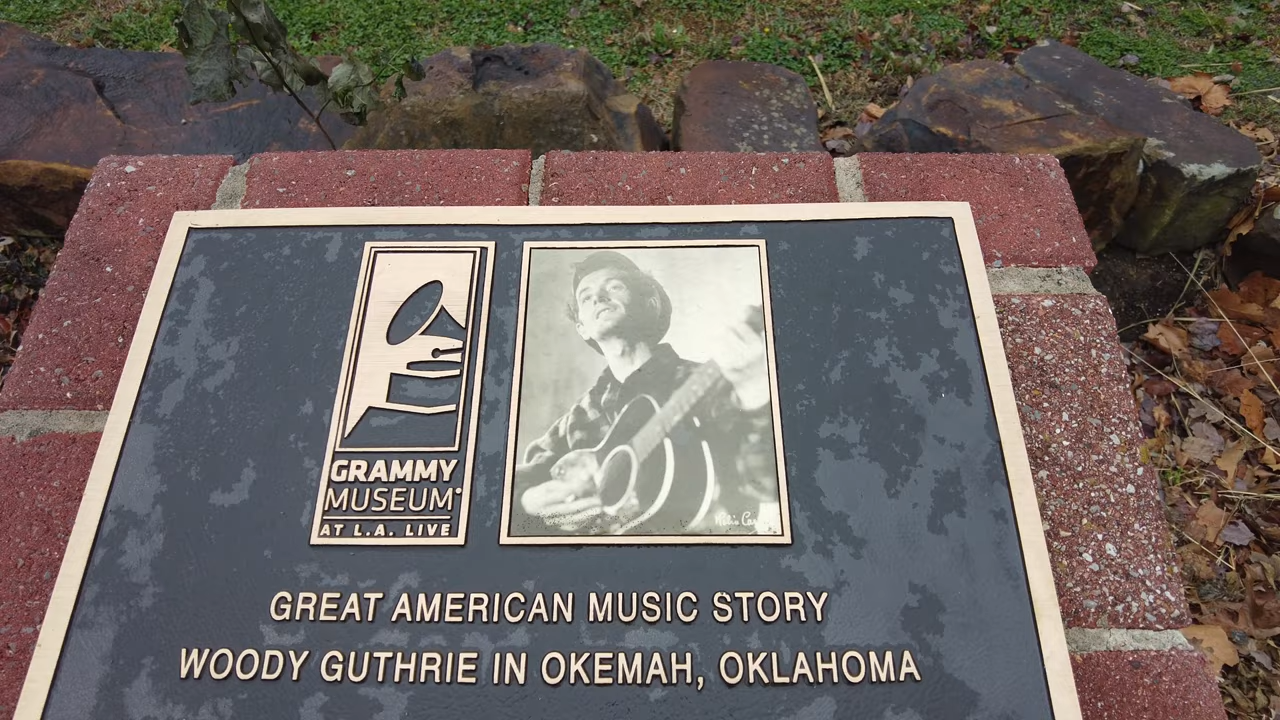 GRAMMY
MUSEUM
AT L.A. LIVE
GREAT AMERICAN MUSIC STORY
WOODY GUTHRIE IN OKEMAH, OKLAHOMA